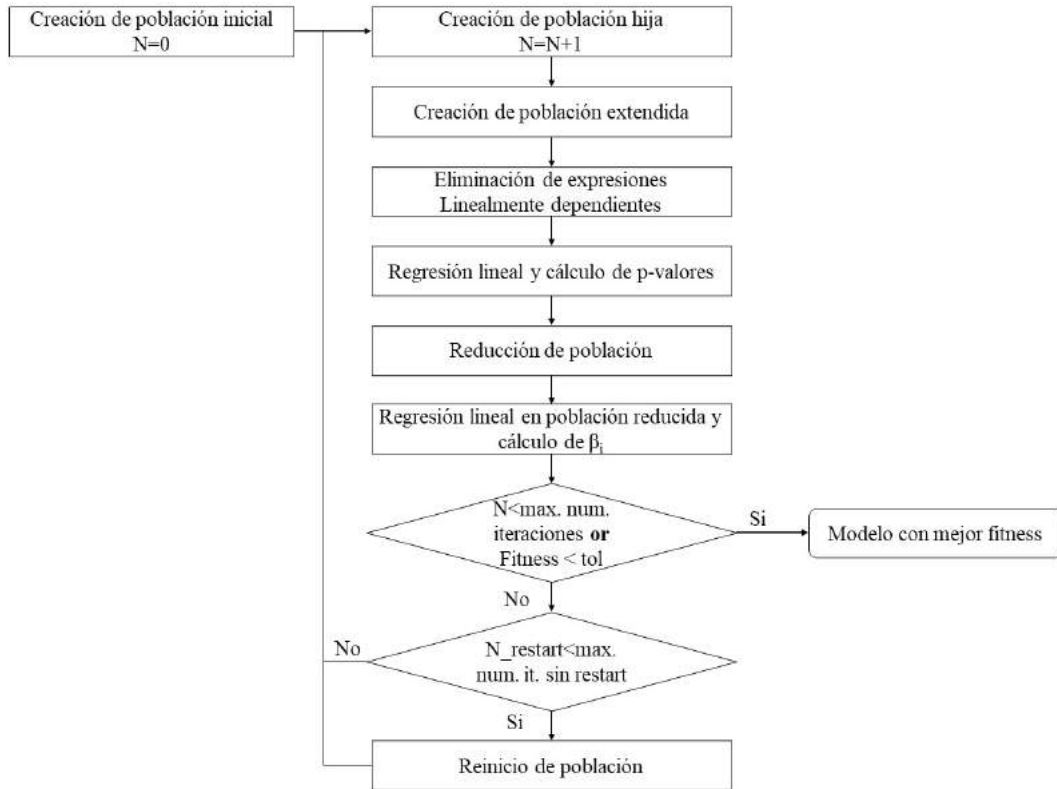 Creación de población inicial
N=0
Creación de población hija
N=N+1
Creación de población extendida
Eliminación de expresiones
Linealmente dependientes
Regresión lineal y cálculo de p-valores
Reducción de población
Regresión lineal en población reducida y
cálculo de βi
N<max. num.
iteraciones or
Fitness < tol
Si
Modelo con mejor fitness
No
N_restart<max.
num. it. sin restart
No
Si
Reinicio de población